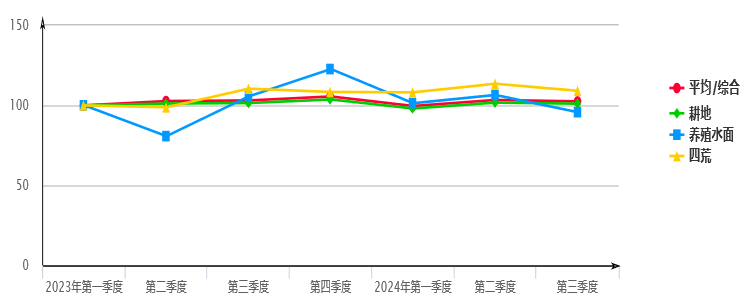 150
100
50
0
2023年第一季度 第二季度 第三季度 第四季度 2024年第一季度 第二季度 第三季度
平均/综合
耕地
养殖水面
四荒